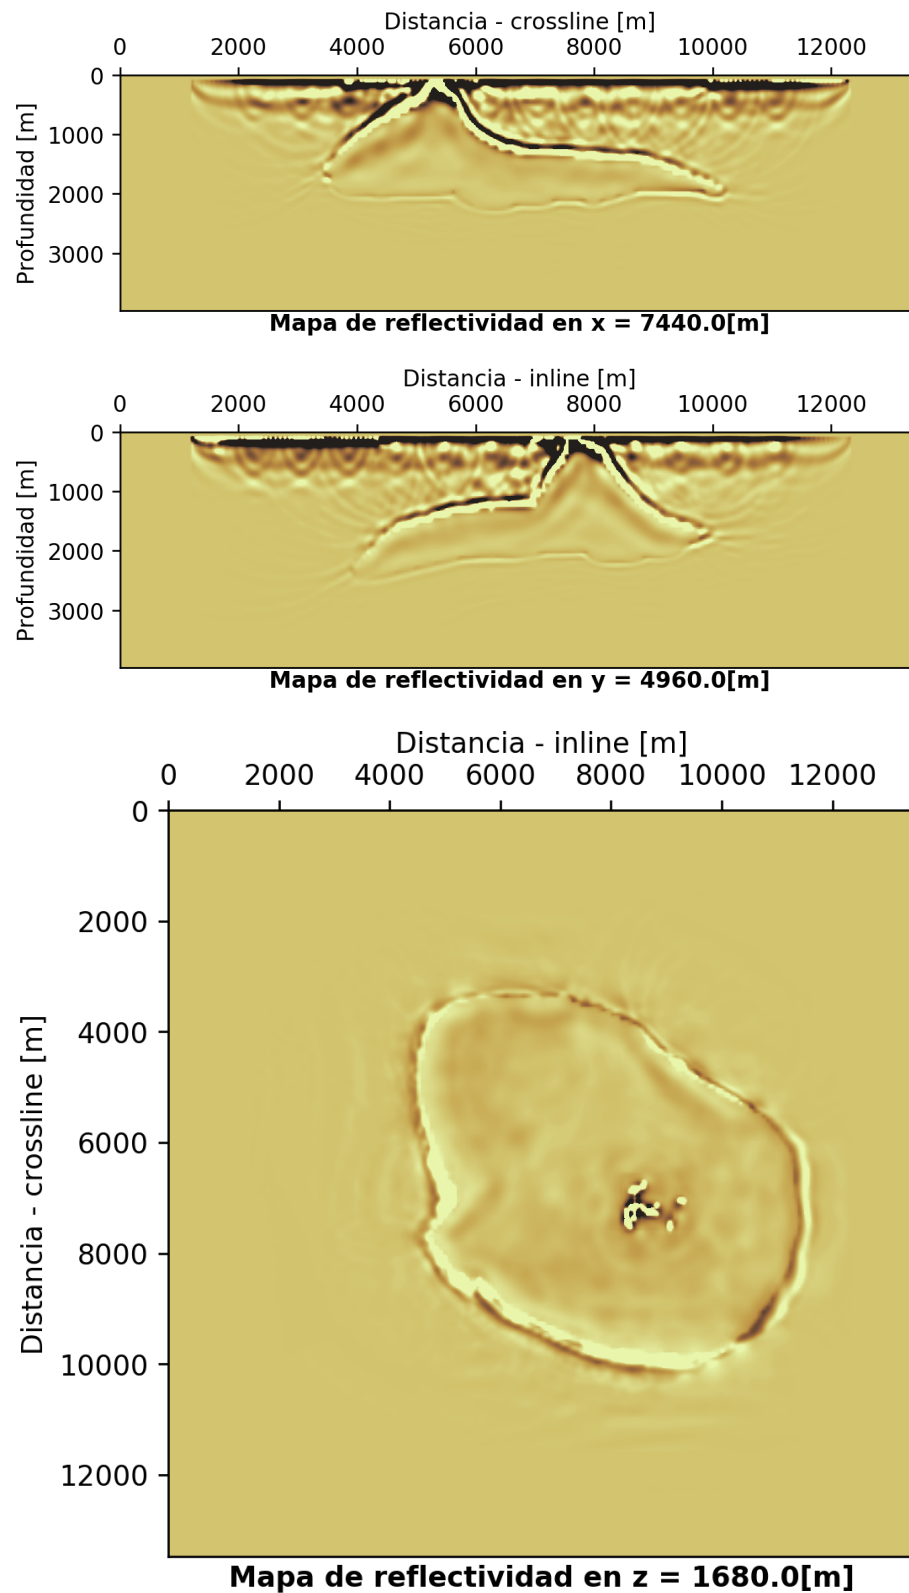 Distancia - crossline [m]
0 2000 4000 6000 8000 10000 12000
Profundidad [m]
0
1000
2000
3000
Mapa de reflectividad en x = 7440.0[m]
Distancia - inline [m]
0 2000 4000 6000 8000 10000 12000
Profundidad [m]
0
1000
2000
3000
Mapa de reflectividad en y = 4960.0[m]
Distancia - inline [m]
0 2000 4000 6000 8000 10000 12000
Distancia - crossline [m]
0
2000
4000
6000
8000
10000
12000
Mapa de reflectividad en z = 1680.0[m]